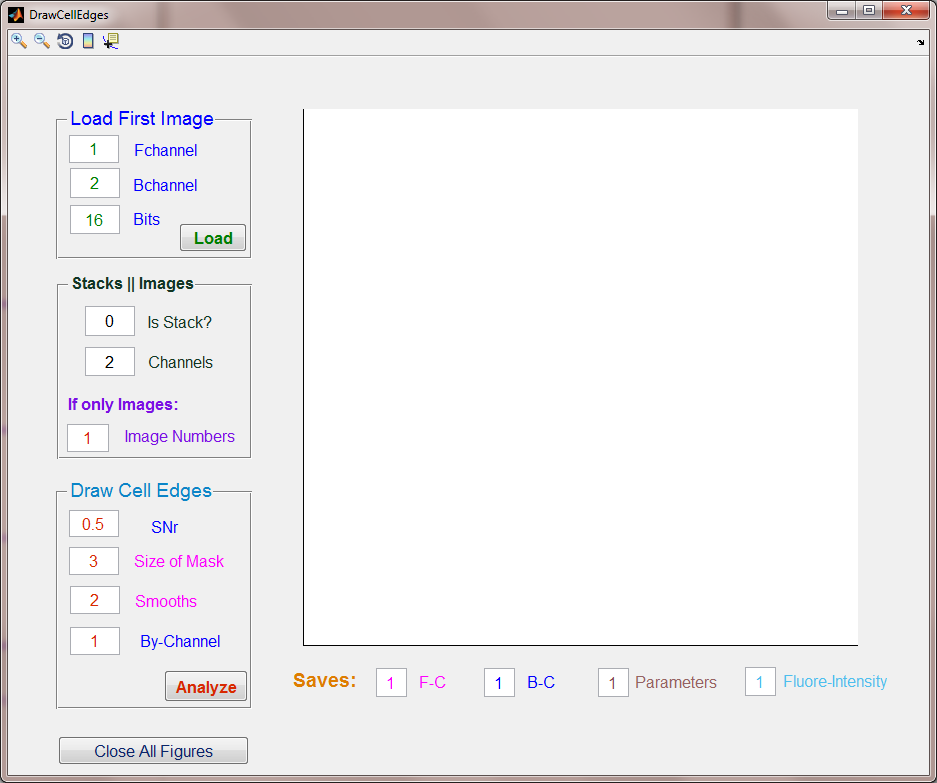 DrawCellEdges
Load First Image
1 Fchannel
2 Bchannel
16 Bits
Load
Stacks || Images
0 Is Stack?
2 Channels
If only Images:
1 Image Numbers
Draw Cell Edges
0.5 SNr
3 Size of Mask
2 Smooths
1 By-Channel
Analyze
Saves: 1 F-C 1 B-C 1 Parameters 1 Fluore-Intensity
Close All Figures